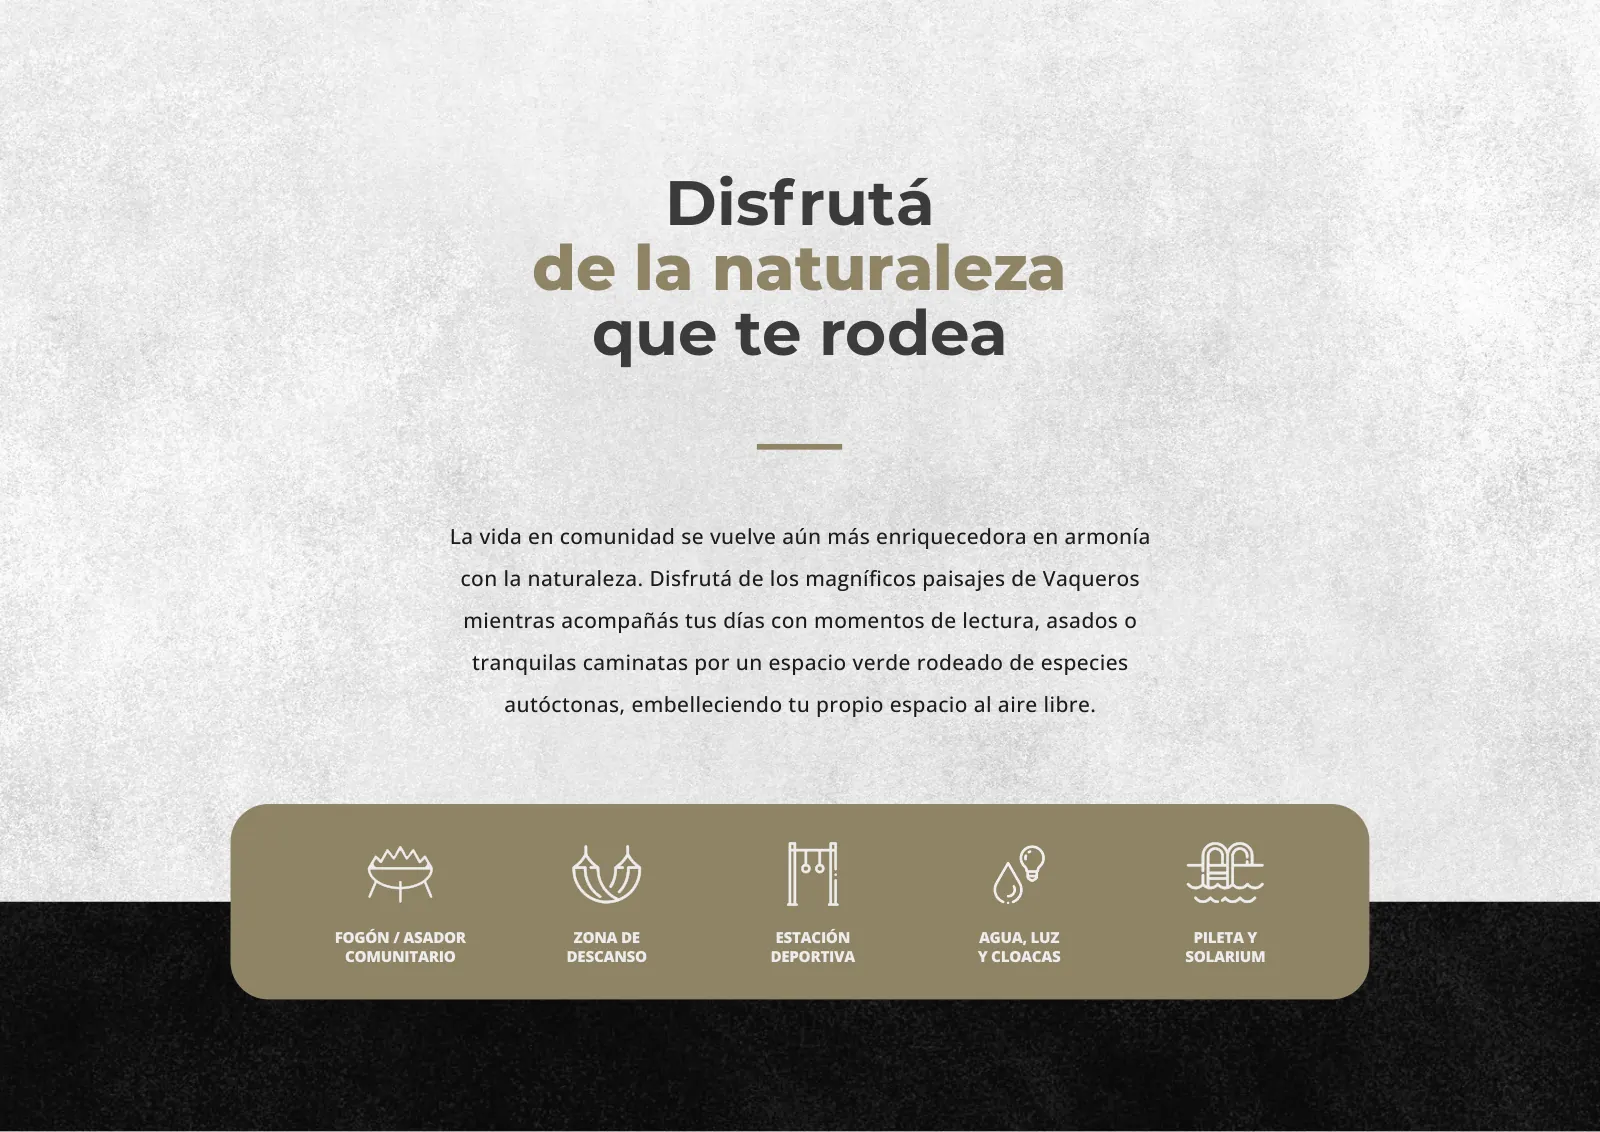 Disfrutá
de la naturaleza
que te rodea
La vida en comunidad se vuelve aún más enriquecedora en armonía
con la naturaleza. Disfrutá de los magníficos paisajes de Vaqueros
mientras acompañás tus días con momentos de lectura, asados o
tranquilas caminatas por un espacio verde rodeado de especies
autóctonas, embelleciendo tu propio espacio al aire libre.
FOGÓN / ASADOR
COMUNITARIO
ZONA DE
DESCANSO
ESTACIÓN
DEPORTIVA
AGUA, LUZ
Y CLOACAS
PILETA Y
SOLARIUM